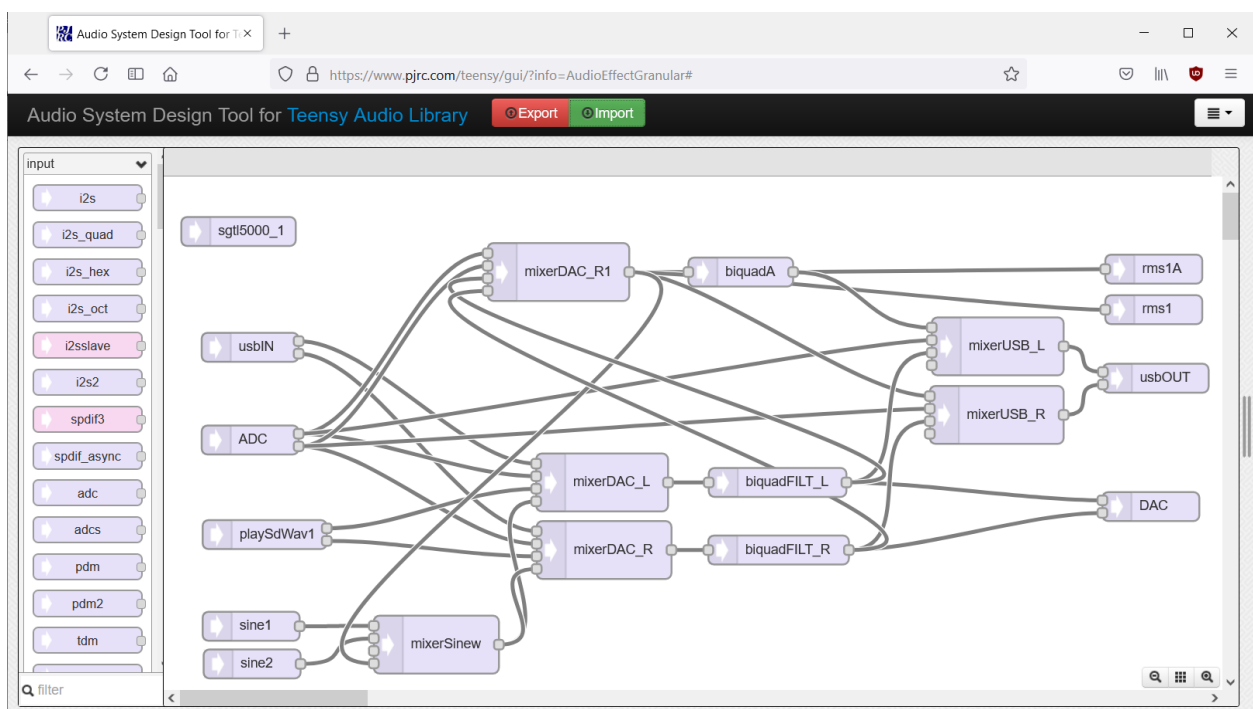 Audio System Design Tool for T
https://www.pjrc.com/teensy/gui/?info=AudioEffectGranular#
Audio System Design Tool for Teensy Audio Library
Export
Import
input
i2s
i2s_quad
i2s_hex
i2s_oct
i2sslave
i2s2
spdif3
spdif_async
adc
adcs
pdm
pdm2
tdm
filter
sgtl5000_1
mixerDAC_R1
biquadA
rms1A
rms1
usbIN
mixerUSB_L
usbOUT
mixerUSB_R
ADC
mixerDAC_L
biquadFILT_L
DAC
playSdWav1
mixerDAC_R
biquadFILT_R
sine1
mixerSinew
sine2